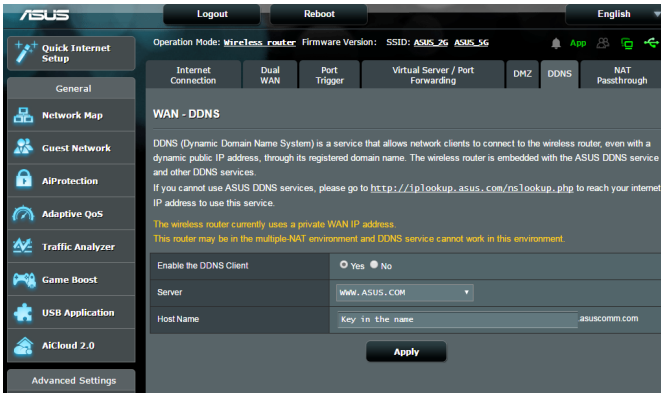 ASUS Logout Reboot English
Quick Internet Setup
Operation Mode: Wireless router Firmware Version: SSID: ASUS_2G ASUS_5G App
Internet Connection Dual WAN Port Trigger Virtual Server / Port Forwarding DMZ DDNS NAT Passthrough
General
Network Map
Guest Network
AiProtection
Adaptive QoS
Traffic Analyzer
Game Boost
USB Application
AiCloud 2.0
Advanced Settings
WAN - DDNS
DDNS (Dynamic Domain Name System) is a service that allows network clients to connect to the wireless router, even with a
dynamic public IP address, through its registered domain name. The wireless router is embedded with the ASUS DDNS service
and other DDNS services.
If you cannot use ASUS DDNS services, please go to http://iplookup.asus.com/nslookup.php to reach your internet
IP address to use this service.
The wireless router currently uses a private WAN IP address.
This router may be in the multiple-NAT environment and DDNS service cannot work in this environment.
Enable the DDNS Client Yes No
Server WWW.ASUS.COM
Host Name Key in the name .asuscomm.com
Apply